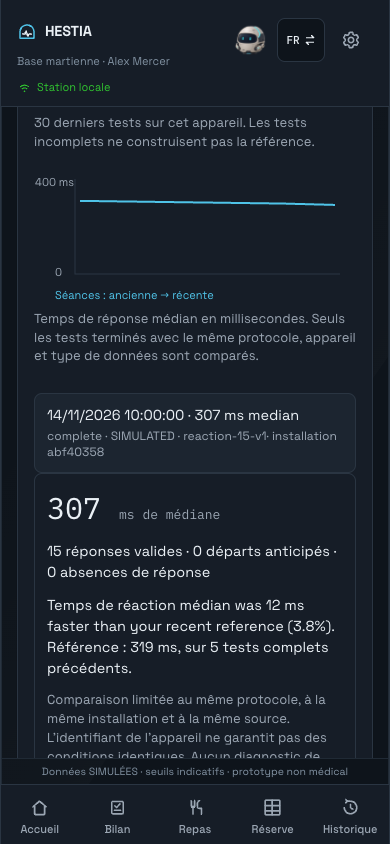 HESTIA
FR ⇄
Base martienne · Alex Mercer
Station locale
30 derniers tests sur cet appareil. Les tests
incomplets ne construisent pas la référence.
400 ms
0
Séances : ancienne → récente
Temps de réponse médian en millisecondes. Seuls
les tests terminés avec le même protocole, appareil
et type de données sont comparés.
14/11/2026 10:00:00 · 307 ms median
complete · SIMULATED · reaction-15-v1· installation
abf40358
307 ms de médiane
15 réponses valides · 0 départs anticipés ·
0 absences de réponse
Temps de réaction médian was 12 ms
faster than your recent reference (3.8%).
Référence : 319 ms, sur 5 tests complets
précédents.
Comparaison limitée au même protocole, à la
même installation et à la même source.
L'identifiant de l'appareil ne garantit pas des
conditions identiques. Aucun diagnostic de
Données SIMULÉES · seuils indicatifs · prototype non médical
Accueil Bilan Repas Réserve Historique